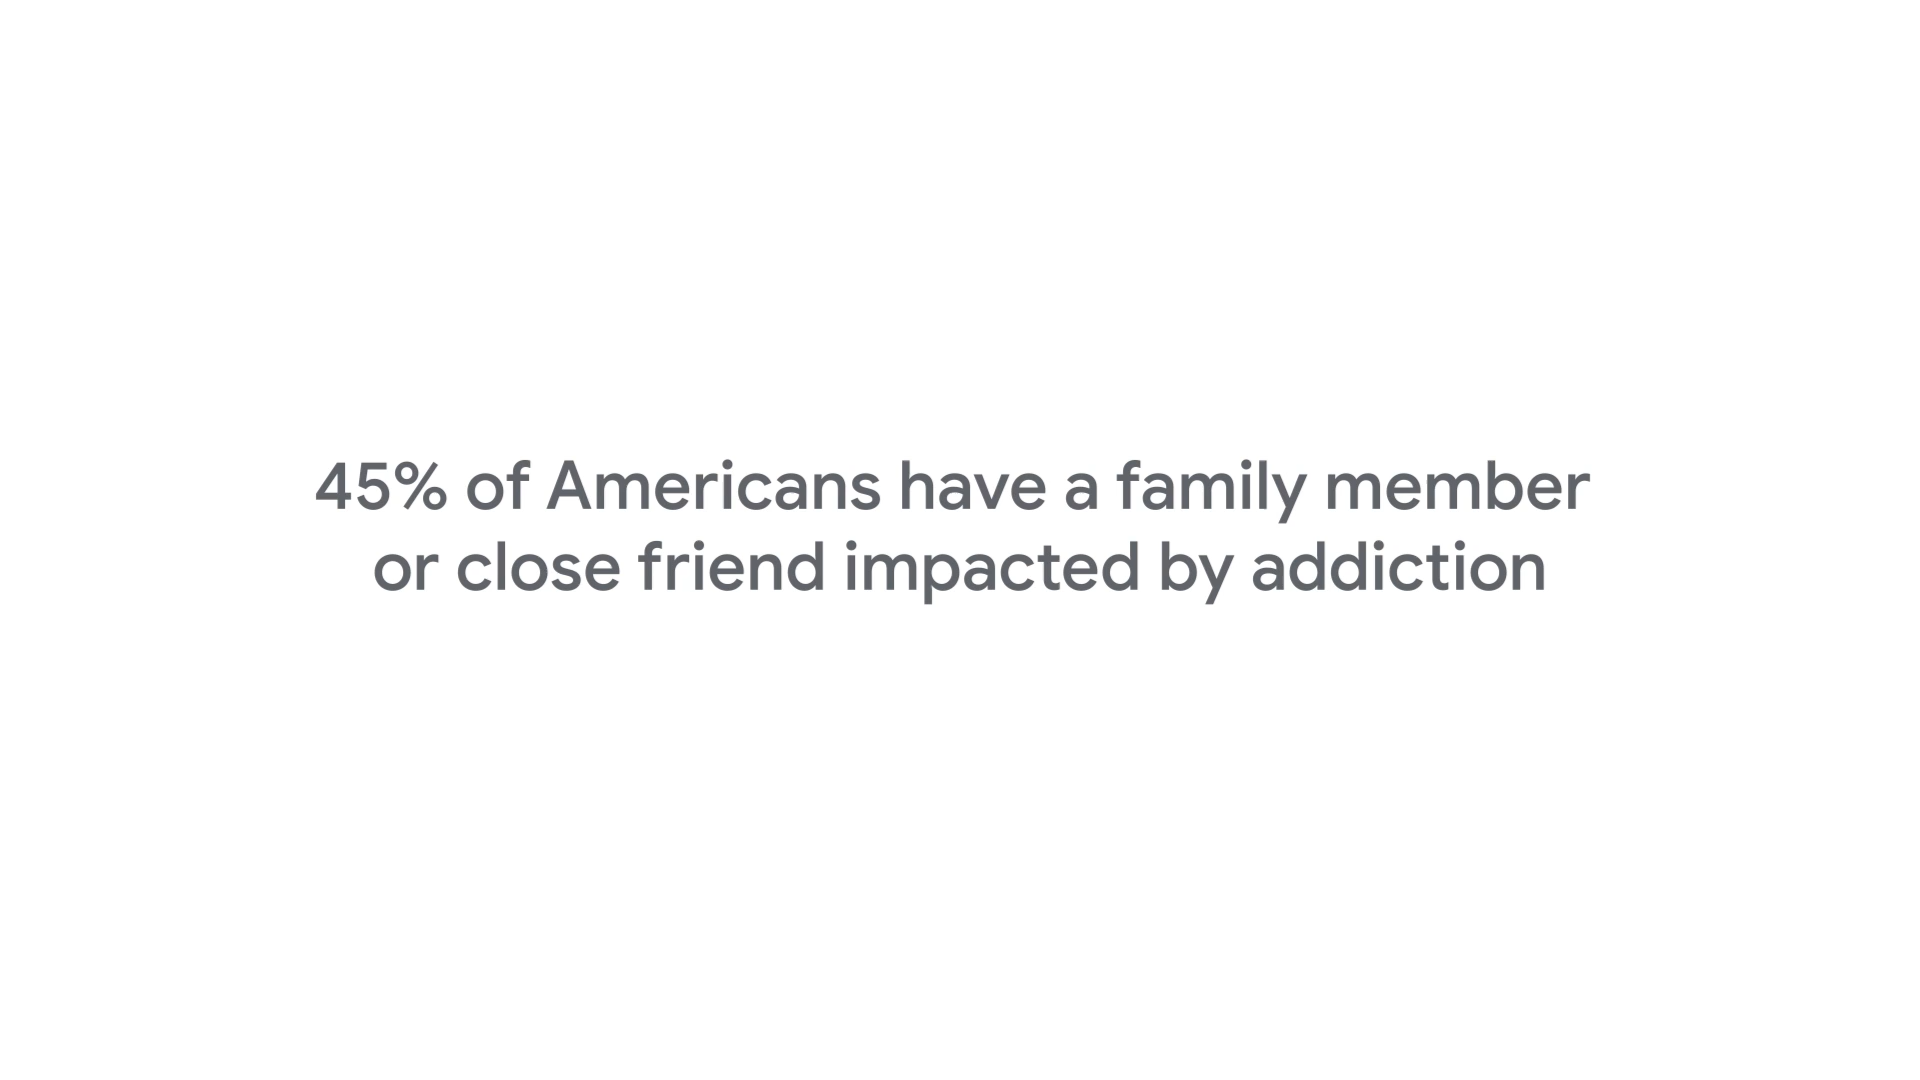 45% of Americans have a family member
or close friend impacted by addiction